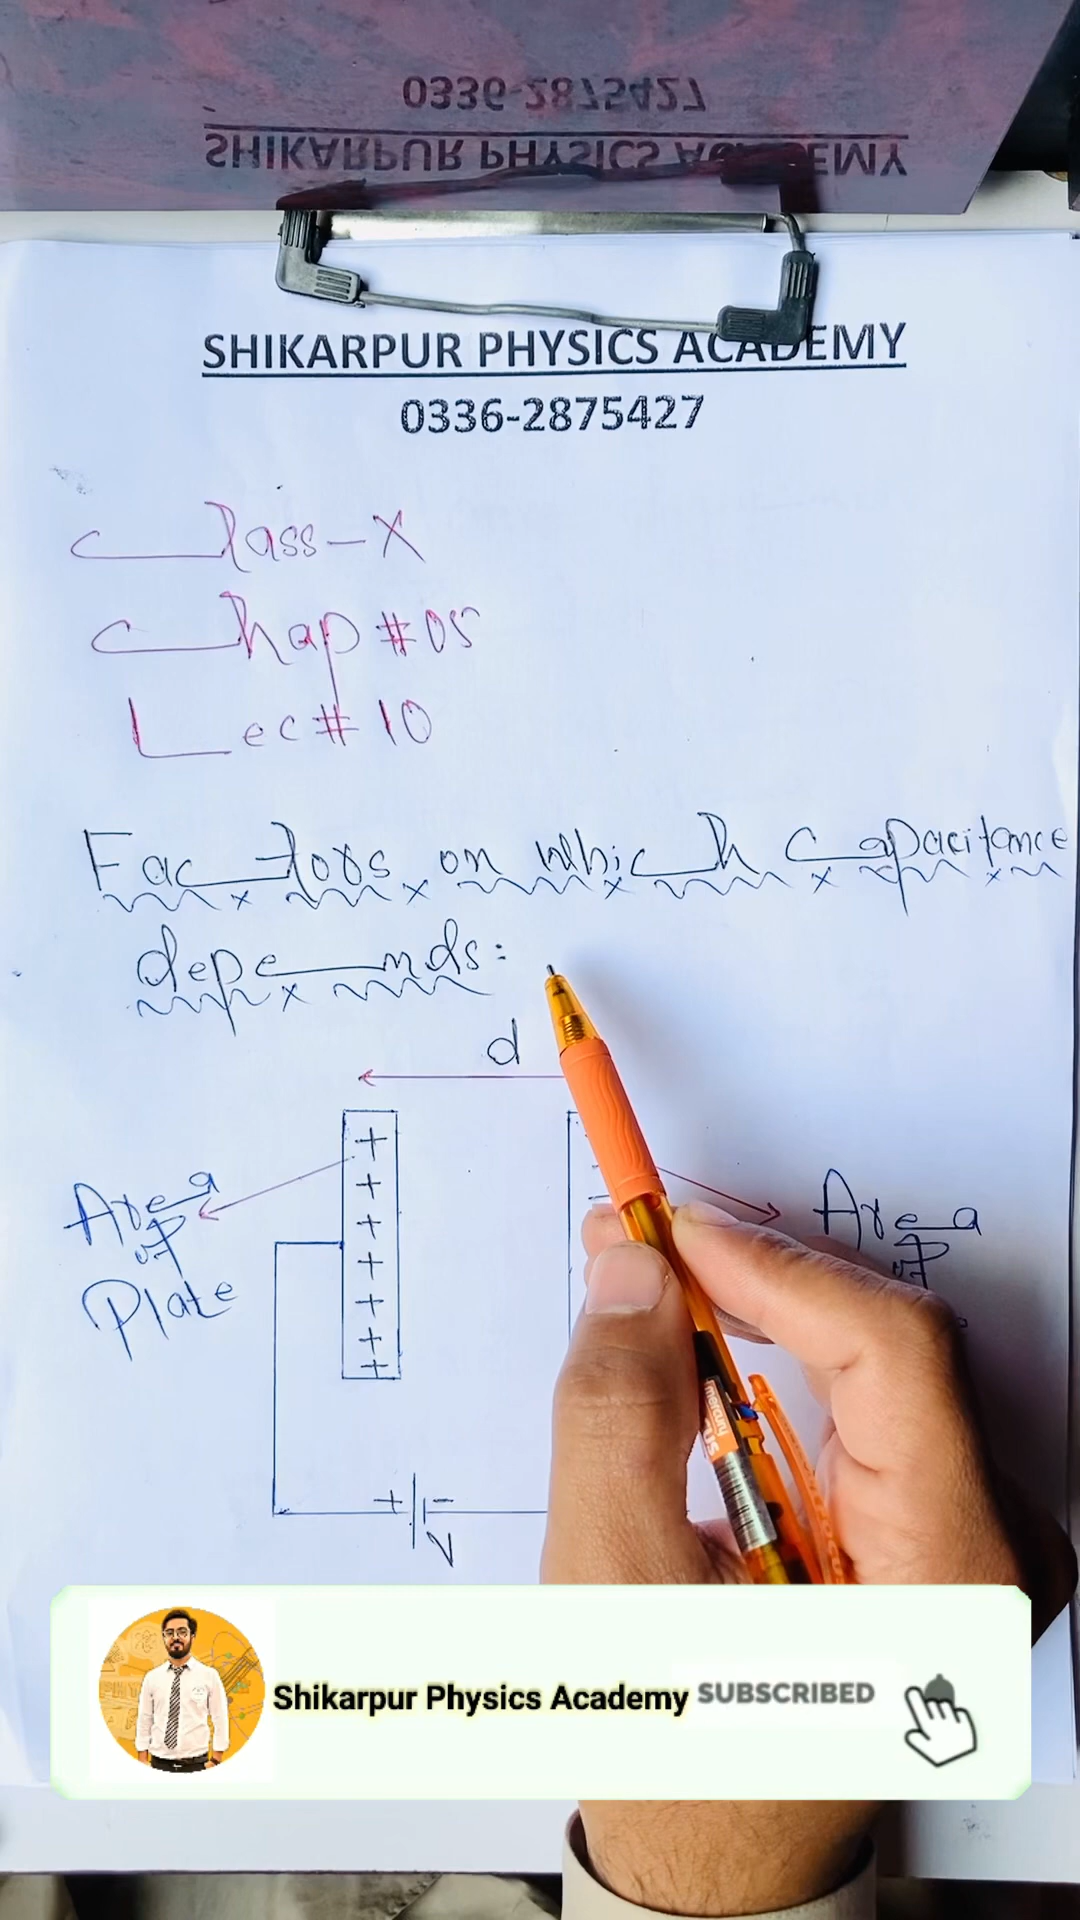 0336-2875427
SHIKARPUR PHYSICS ACADEMY
SHIKARPUR PHYSICS ACADEMY
0336-2875427
Class-X
Chap #05
Lec# 10
Factors on which Capacitance
depends:
d
+
+
+
+
+
+
+
Area
of
Plate
Area
of
+ -
V
mercury
Shikarpur Physics Academy SUBSCRIBED